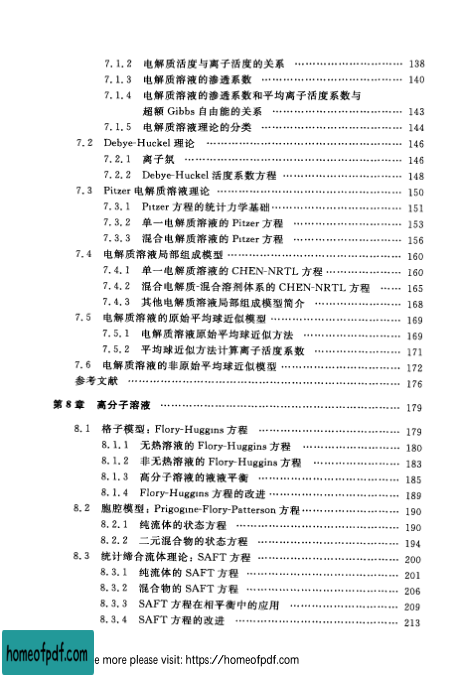 7.1.2 电解质活度与离子活度的关系 …………………………… 138
7.1.3 电解质溶液的渗透系数 …………………………………… 140
7.1.4 电解质溶液的渗透系数和平均离子活度系数与
超额 Gibbs 自由能的关系 ………………………………… 143
7.1.5 电解质溶液理论的分类 …………………………………… 144
7.2 Debye-Huckel 理论 ………………………………………………… 146
7.2.1 离子氛 ……………………………………………………… 146
7.2.2 Debye-Huckel 活度系数方程 ……………………………… 148
7.3 Pitzer 电解质溶液理论 ……………………………………………… 150
7.3.1 Pitzer 方程的统计力学基础 ………………………………… 151
7.3.2 单一电解质溶液的 Pitzer 方程 …………………………… 153
7.3.3 混合电解质溶液的 Pitzer 方程 …………………………… 156
7.4 电解质溶液局部组成模型 …………………………………………… 160
7.4.1 单一电解质溶液的 CHEN-NRTL 方程 …………………… 160
7.4.2 混合电解质-混合溶剂体系的 CHEN-NRTL 方程 …… 165
7.4.3 其他电解质溶液局部组成模型简介 ……………………… 168
7.5 电解质溶液的原始平均球近似模型 ………………………………… 169
7.5.1 电解质溶液原始平均球近似方法 ………………………… 169
7.5.2 平均球近似方法计算离子活度系数 ……………………… 171
7.6 电解质溶液的非原始平均球近似模型 ……………………………… 172
参考文献 ………………………………………………………………………… 176
第 8 章 高分子溶液 ………………………………………………………… 179
8.1 格子模型：Flory-Huggins 方程 …………………………………… 179
8.1.1 无热溶液的 Flory-Huggins 方程 ………………………… 180
8.1.2 非无热溶液的 Flory-Huggins 方程 ……………………… 183
8.1.3 高分子溶液的液液平衡 …………………………………… 185
8.1.4 Flory-Huggins 方程的改进 ………………………………… 189
8.2 胞腔模型：Prigogine-Flory-Patterson 方程 ……………………… 190
8.2.1 纯流体的状态方程 ………………………………………… 190
8.2.2 二元混合物的状态方程 …………………………………… 194
8.3 统计缔合流体理论：SAFT 方程 …………………………………… 200
8.3.1 纯流体的 SAFT 方程 ……………………………………… 201
8.3.2 混合物的 SAFT 方程 ……………………………………… 206
8.3.3 SAFT 方程在相平衡中的应用 …………………………… 209
8.3.4 SAFT 方程的改进 ………………………………………… 213
homeofpdf.com
e more please visit: https://homeofpdf.com